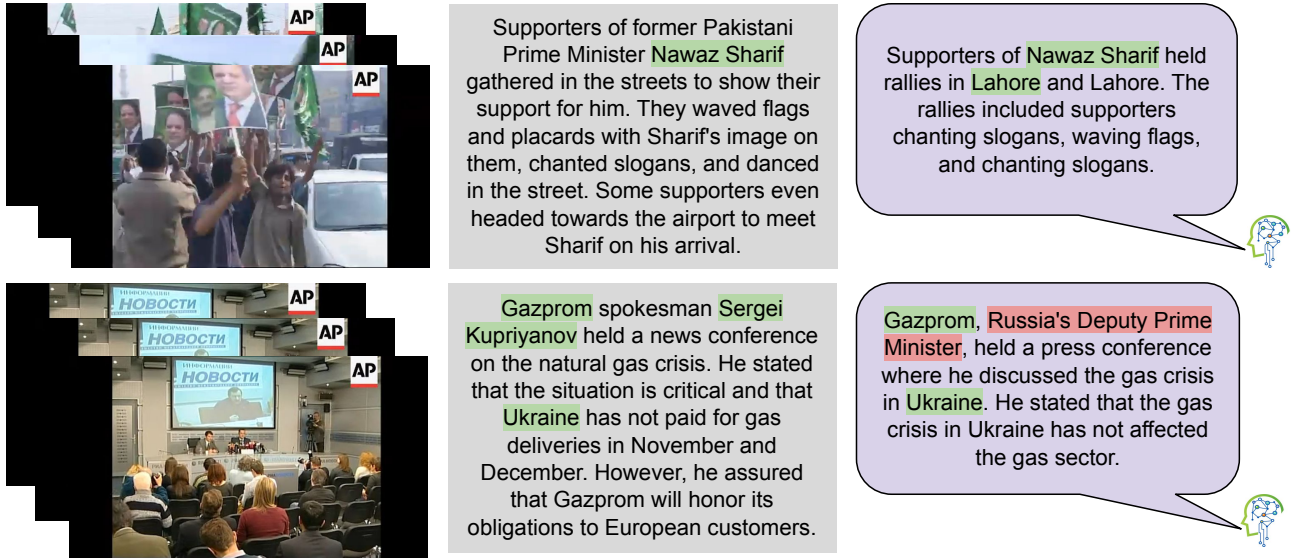 AP
AP
AP
Supporters of former Pakistani
Prime Minister Nawaz Sharif
gathered in the streets to show their
support for him. They waved flags
and placards with Sharif's image on
them, chanted slogans, and danced
in the street. Some supporters even
headed towards the airport to meet
Sharif on his arrival.
Supporters of Nawaz Sharif held
rallies in Lahore and Lahore. The
rallies included supporters
chanting slogans, waving flags,
and chanting slogans.
НОВОСТИ
AP
НОВОСТИ
AP
НОВОСТИ
AP
Gazprom spokesman Sergei
Kupriyanov held a news conference
on the natural gas crisis. He stated
that the situation is critical and that
Ukraine has not paid for gas
deliveries in November and
December. However, he assured
that Gazprom will honor its
obligations to European customers.
Gazprom, Russia's Deputy Prime
Minister, held a press conference
where he discussed the gas crisis
in Ukraine. He stated that the gas
crisis in Ukraine has not affected
the gas sector.